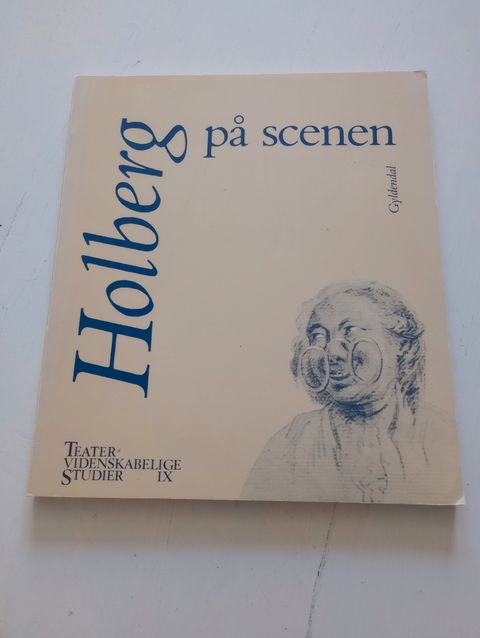 Holberg
på scenen
Gyldendal
TEATER-
VIDENSKABELIGE
STUDIER IX